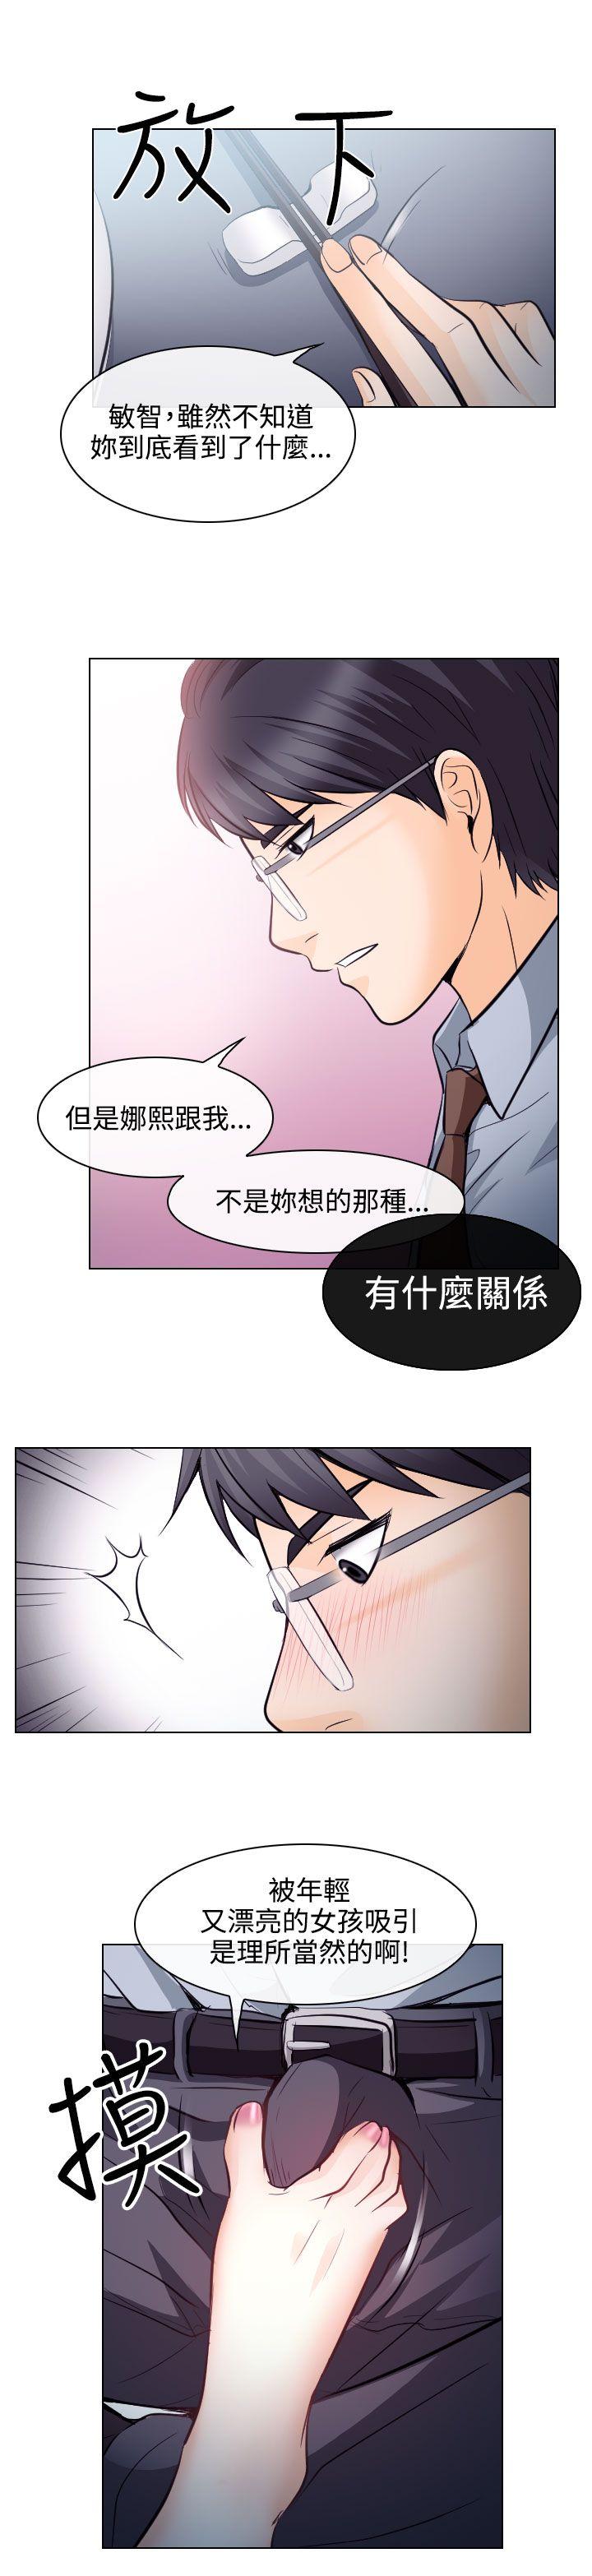 放下
敏智，雖然不知道
妳到底看到了什麼...
但是娜熙跟我...
不是妳想的那種...
有什麼關係
被年輕
又漂亮的女孩吸引
是理所當然的啊!
摸